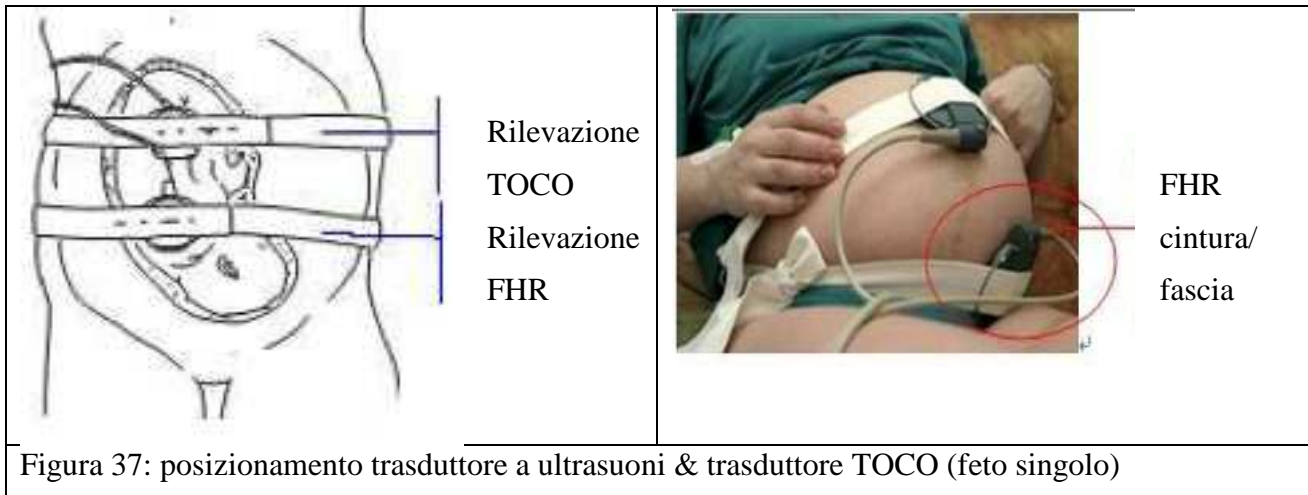 Rilevazione
TOCO
Rilevazione
FHR
FHR
cintura/
fascia
Figura 37: posizionamento trasduttore a ultrasuoni & trasduttore TOCO (feto singolo)